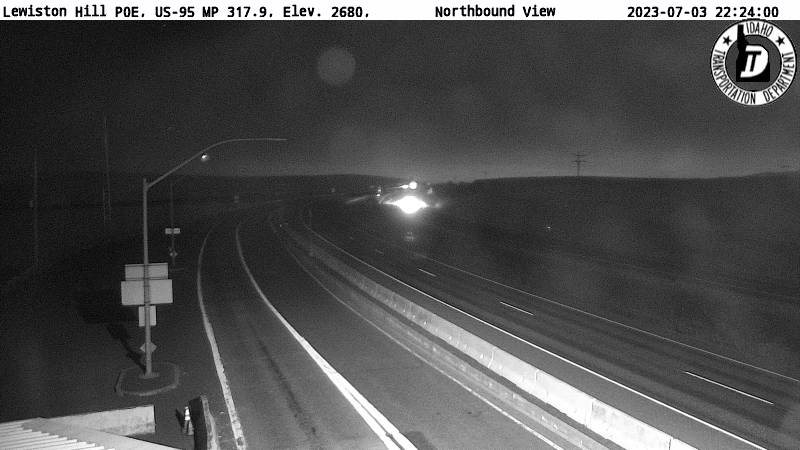 Lewiston Hill POE, US-95 MP 317.9, Elev. 2680, Northbound View 2023-07-03 22:24:00
IDAHO
TRANSPORTATION DEPARTMENT